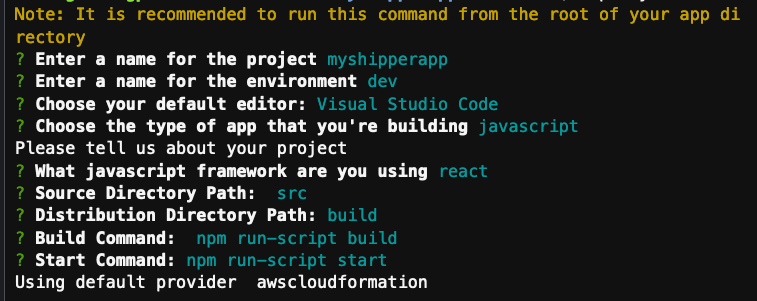 Note: It is recommended to run this command from the root of your app di
rectory
? Enter a name for the project myshipperapp
? Enter a name for the environment dev
? Choose your default editor: Visual Studio Code
? Choose the type of app that you're building javascript
Please tell us about your project
? What javascript framework are you using react
? Source Directory Path:  src
? Distribution Directory Path: build
? Build Command:  npm run-script build
? Start Command: npm run-script start
Using default provider  awscloudformation